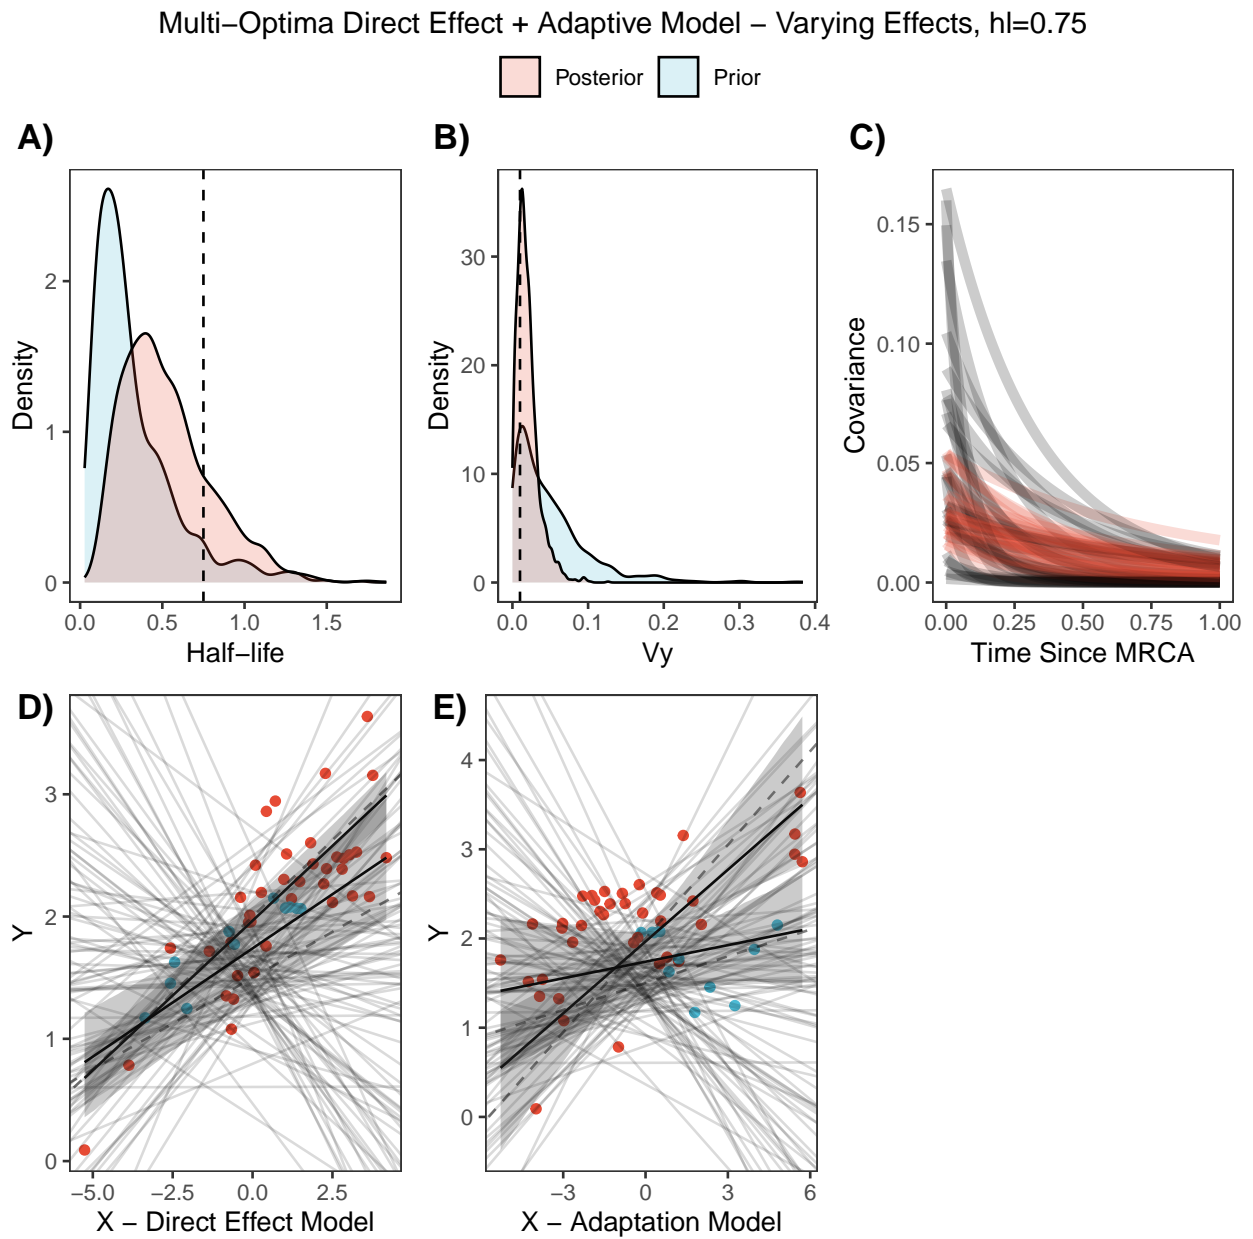 Multi−Optima Direct Effect + Adaptive Model − Varying Effects, hl=0.75
Posterior Prior
A) B) C)
Density
0 1 2
0.0 0.5 1.0 1.5
Half−life
Density
0 10 20 30
0.0 0.1 0.2 0.3 0.4
Vy
Covariance
0.00 0.05 0.10 0.15
0.00 0.25 0.50 0.75 1.00
Time Since MRCA
D) E)
Y
0 1 2 3
−5.0 −2.5 0.0 2.5
X − Direct Effect Model
Y
0 1 2 3 4
−3 0 3 6
X − Adaptation Model